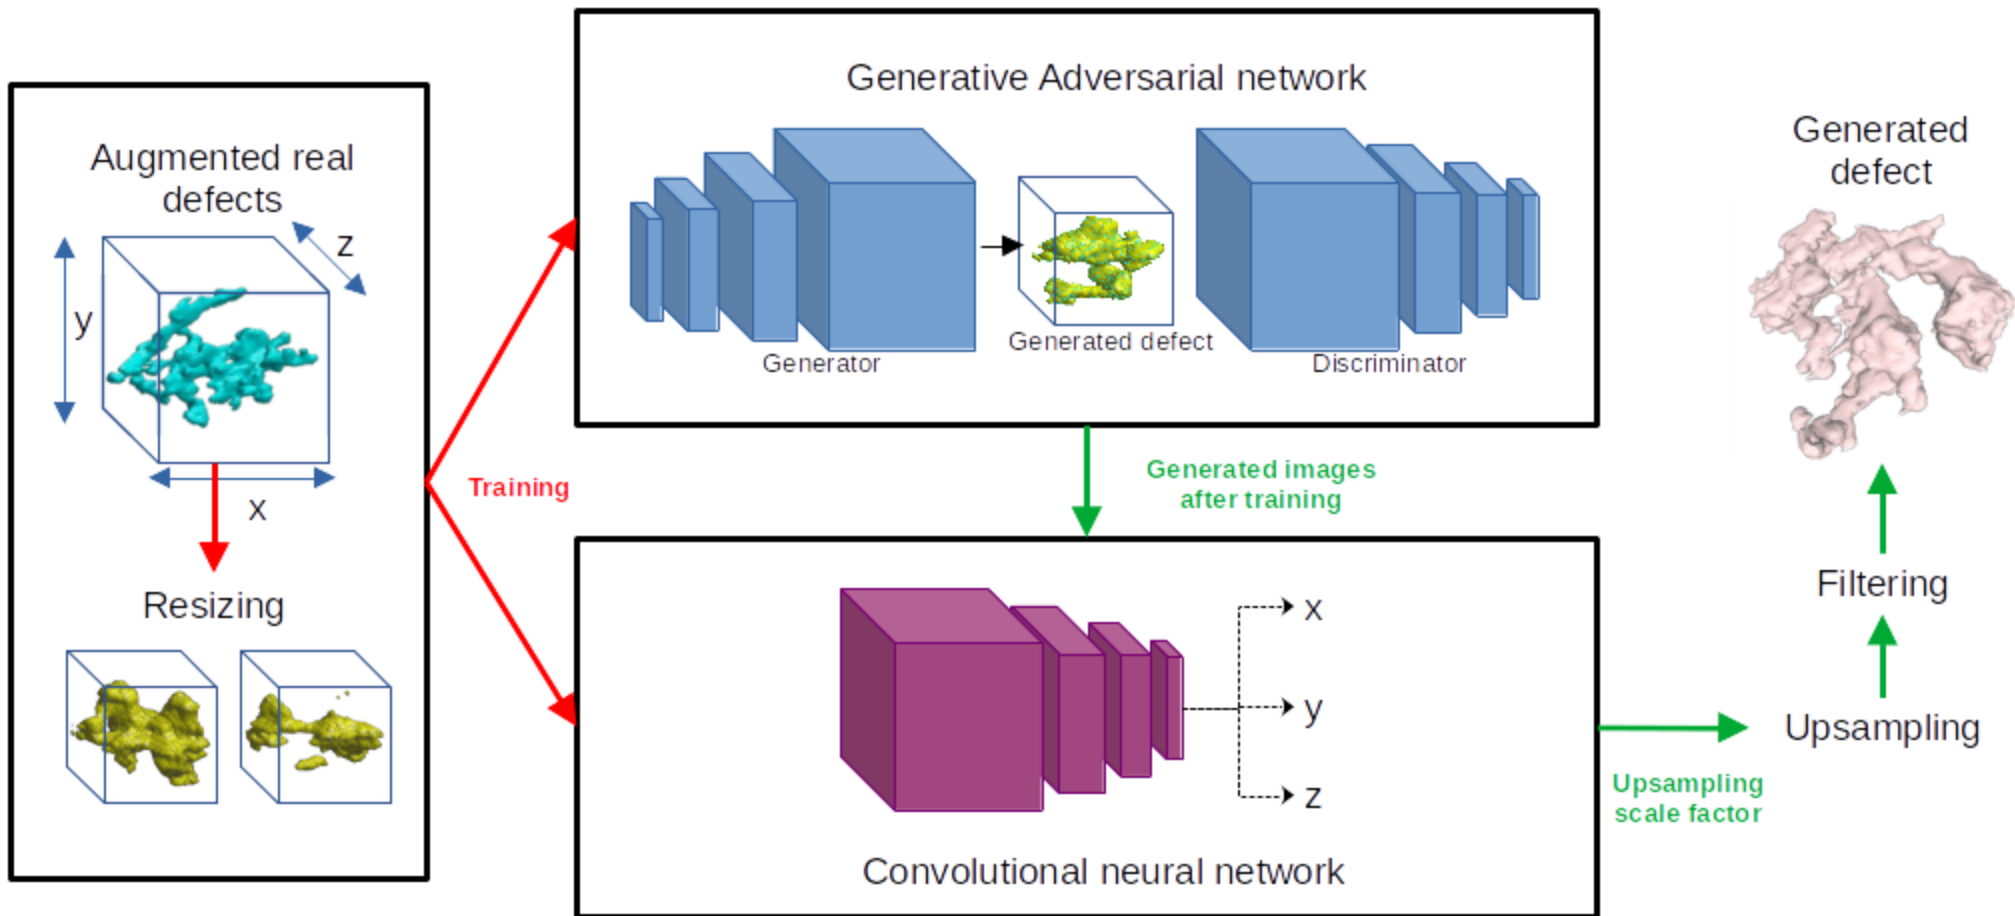 Augmented real
defects
z
y
x
Resizing
Training
Generative Adversarial network
Generator
Generated defect
Discriminator
Generated images
after training
x
y
z
Convolutional neural network
Upsampling
scale factor
Upsampling
Filtering
Generated
defect